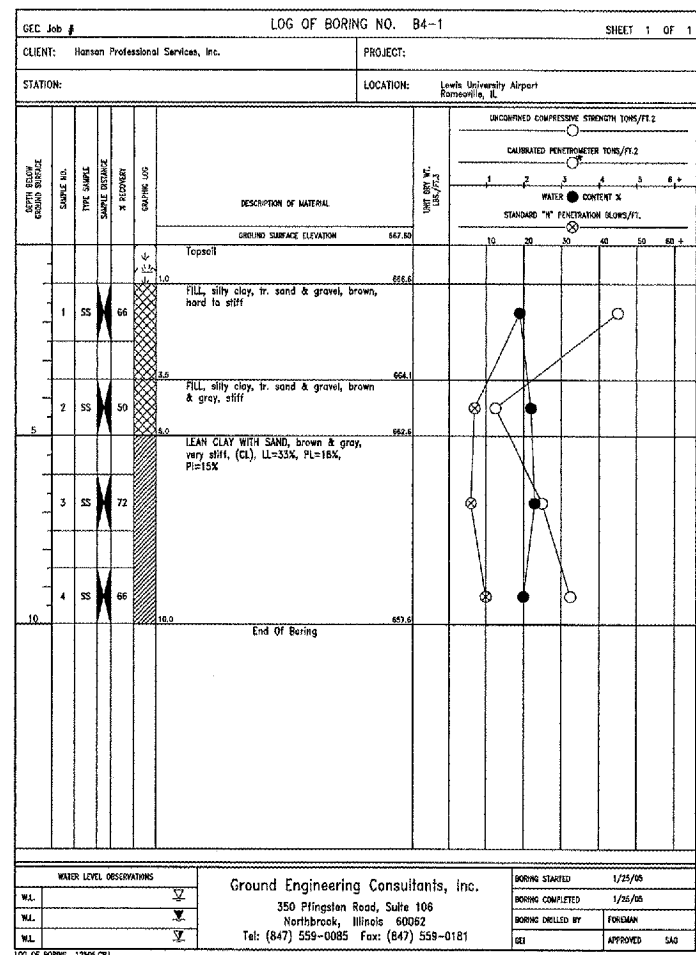 GEC Job #
LOG OF BORING NO. B4-1
SHEET 1 OF 1
CLIENT: Hanson Professional Services, Inc.
PROJECT:
STATION:
LOCATION: Lewis University Airport
Romeoville, IL
DEPTH BELOW
GROUND SURFACE
SAMPLE NO.
TYPE SAMPLE
SAMPLE DISTANCE
% RECOVERY
GRAPHIC LOG
DESCRIPTION OF MATERIAL
GROUND SURFACE ELEVATION 667.60
UNIT DRY WT.
LBS./FT.3
UNCONFINED COMPRESSIVE STRENGTH TONS/FT.2
CALIBRATED PENETROMETER TONS/FT.2
*
1 2 3 4 5 6 +
WATER CONTENT %
STANDARD "N" PENETRATION BLOWS/FT.
10 20 30 40 50 60 +
Topsoil
1.0 666.6
FILL, silty clay, tr. sand & gravel, brown,
hard to stiff
1 SS 66
3.5 664.1
FILL, silty clay, tr. sand & gravel, brown
& gray, stiff
2 SS 50
5 5.0 662.6
LEAN CLAY WITH SAND, brown & gray,
very stiff, (CL), LL=33%, PL=18%,
PI=15%
3 SS 72
4 SS 66
10 10.0 657.6
End Of Boring
WATER LEVEL OBSERVATIONS
W.L.
W.L.
W.L.
Ground Engineering Consultants, Inc.
350 Pfingsten Road, Suite 106
Northbrook, Illinois 60062
Tel: (847) 559-0085 Fax: (847) 559-0181
BORING STARTED 1/25/05
BORING COMPLETED 1/25/05
BORING DRILLED BY FOREMAN
GEI APPROVED SAG
LOG OF BORING